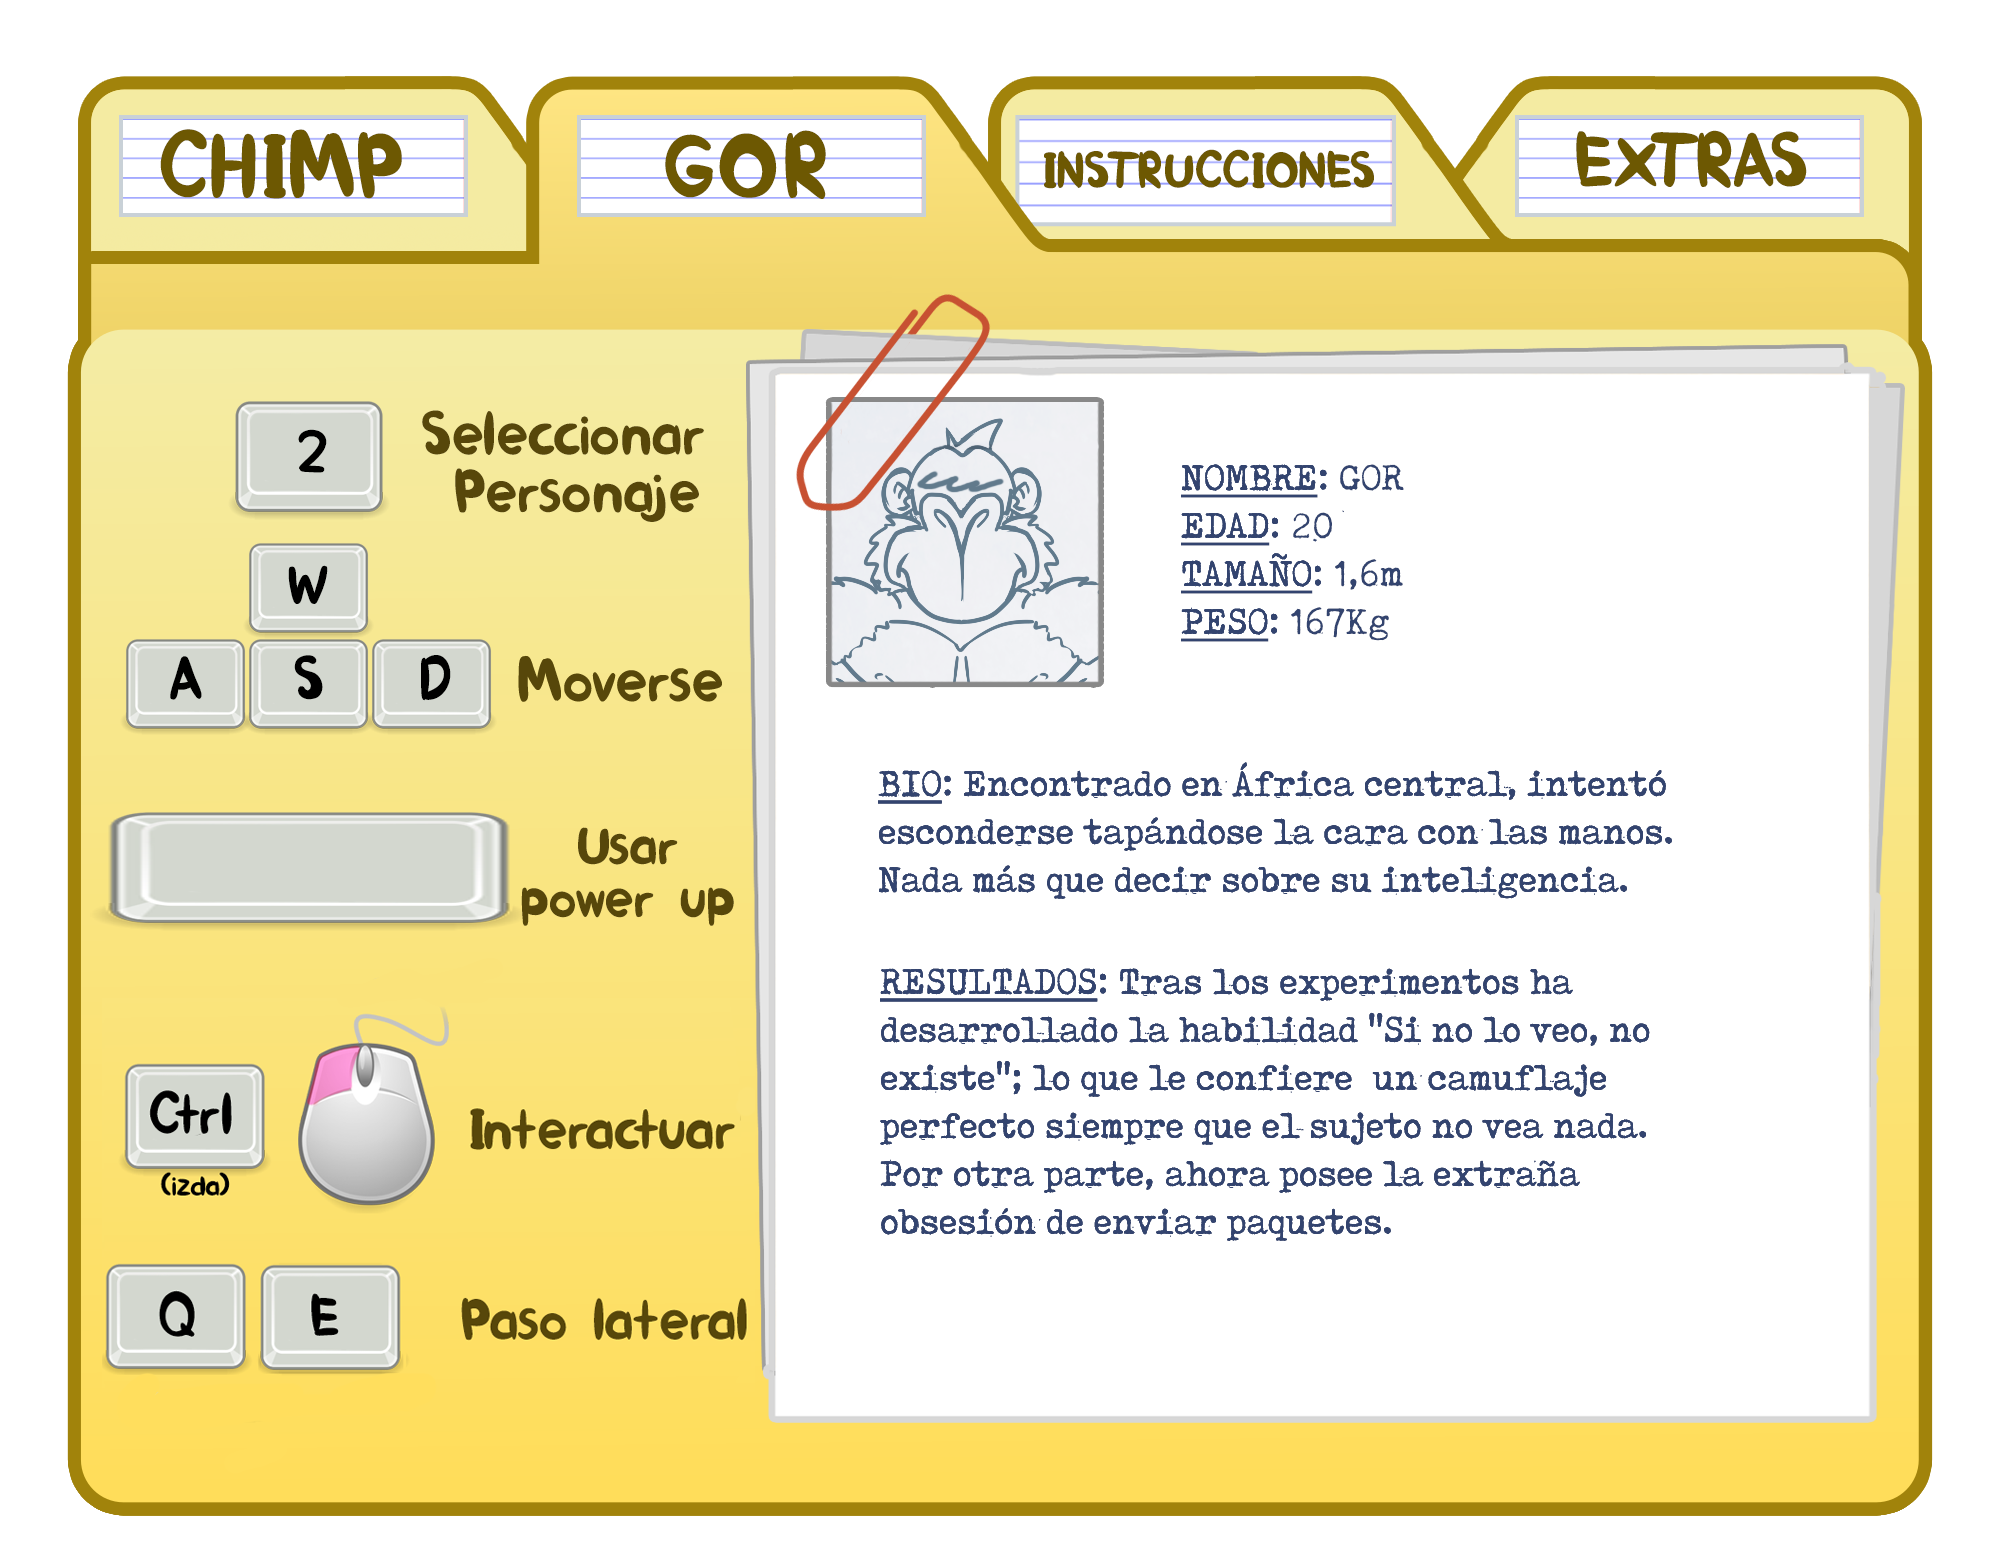 CHIMP
GOR
INSTRUCCIONES
EXTRAS
2
Seleccionar
Personaje
W
A S D
Moverse
Usar
power up
Ctrl
(izda)
Interactuar
Q E
Paso lateral
NOMBRE: GOR
EDAD: 20
TAMAÑO: 1,6m
PESO: 167Kg
BIO: Encontrado en África central, intentó
esconderse tapándose la cara con las manos.
Nada más que decir sobre su inteligencia.
RESULTADOS: Tras los experimentos ha
desarrollado la habilidad "Si no lo veo, no
existe"; lo que le confiere un camuflaje
perfecto siempre que el sujeto no vea nada.
Por otra parte, ahora posee la extraña
obsesión de enviar paquetes.